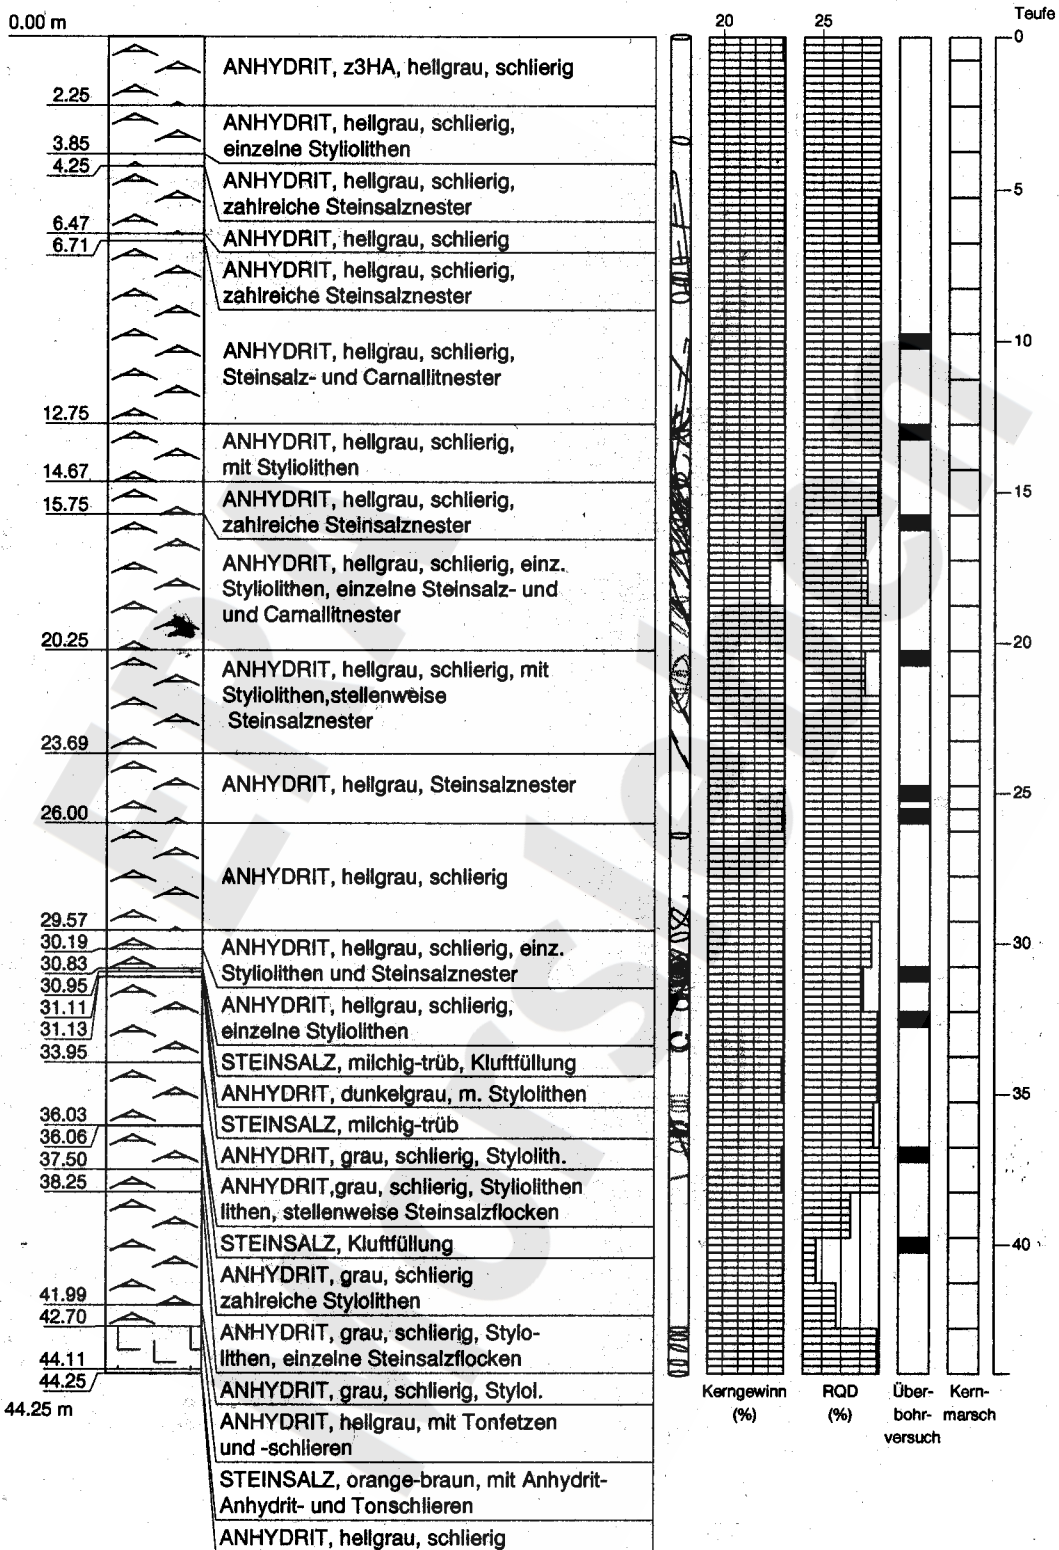 0.00 m
20
25
Teufe
0
ANHYDRIT, z3HA, hellgrau, schlierig
2.25
ANHYDRIT, hellgrau, schlierig,
einzelne Styliolithen
3.85
4.25
ANHYDRIT, hellgrau, schlierig,
zahlreiche Steinsalznester
5
6.47
ANHYDRIT, hellgrau, schlierig
6.71
ANHYDRIT, hellgrau, schlierig,
zahlreiche Steinsalznester
10
ANHYDRIT, hellgrau, schlierig,
Steinsalz- und Carnallitnester
12.75
ANHYDRIT, hellgrau, schlierig,
mit Styliolithen
14.67
15
ANHYDRIT, hellgrau, schlierig,
zahlreiche Steinsalznester
15.75
ANHYDRIT, hellgrau, schlierig, einz.
Styliolithen, einzelne Steinsalz- und
und Carnallitnester
20.25
20
ANHYDRIT, hellgrau, schlierig, mit
Styliolithen,stellenweise
Steinsalznester
23.69
ANHYDRIT, hellgrau, Steinsalznester
25
26.00
ANHYDRIT, hellgrau, schlierig
29.57
30
30.19
ANHYDRIT, hellgrau, schlierig, einz.
Styliolithen und Steinsalznester
30.83
30.95
31.11
ANHYDRIT, hellgrau, schlierig,
einzelne Styliolithen
31.13
33.95
STEINSALZ, milchig-trüb, Kluftfüllung
ANHYDRIT, dunkelgrau, m. Stylolithen
35
36.03
STEINSALZ, milchig-trüb
36.06
ANHYDRIT, grau, schlierig, Stylolith.
37.50
38.25
ANHYDRIT,grau, schlierig, Styliolithen
lithen, stellenweise Steinsalzflocken
STEINSALZ, Kluftfüllung
40
ANHYDRIT, grau, schlierig
zahlreiche Stylolithen
41.99
42.70
ANHYDRIT, grau, schlierig, Stylo-
lithen, einzelne Steinsalzflocken
44.11
44.25
44.25 m
ANHYDRIT, grau, schlierig, Stylol.
ANHYDRIT, hellgrau, mit Tonfetzen
und -schlieren
STEINSALZ, orange-braun, mit Anhydrit-
Anhydrit- und Tonschlieren
ANHYDRIT, hellgrau, schlierig
Kerngewinn
(%)
RQD
(%)
Über-
bohr-
versuch
Kern-
marsch
ERA Morsleben